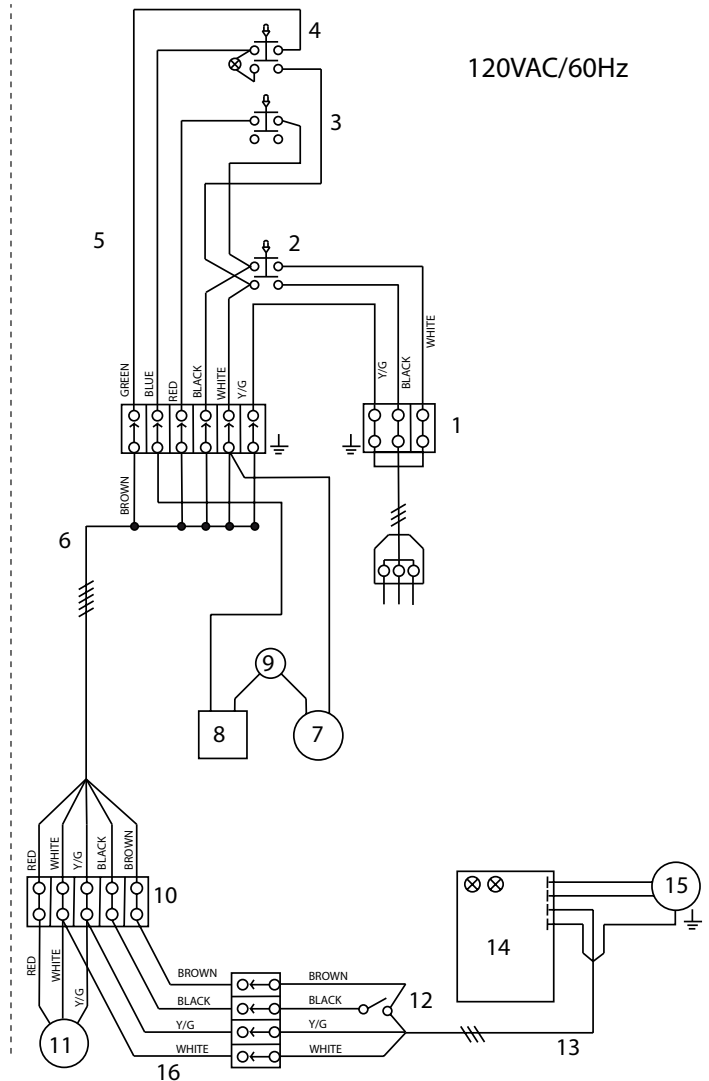 4
120VAC/60Hz
3
5
2
GREEN
BLUE
RED
BLACK
WHITE
Y/G
Y/G
BLACK
WHITE
1
BROWN
6
9
8
7
RED
WHITE
Y/G
BLACK
BROWN
10
15
14
RED
WHITE
Y/G
BROWN
BROWN
12
BLACK
BLACK
11
Y/G
Y/G
13
WHITE
WHITE
16